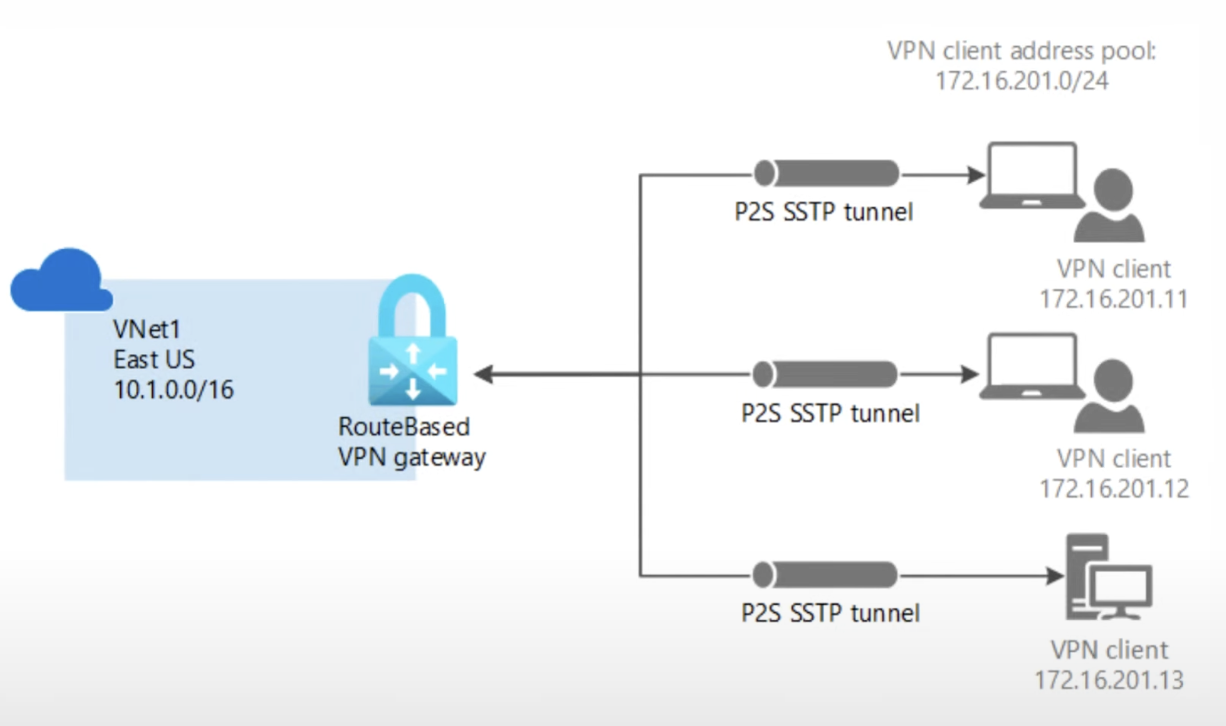 VPN client address pool:
172.16.201.0/24
P2S SSTP tunnel
VPN client
172.16.201.11
VNet1
East US
10.1.0.0/16
RouteBased
VPN gateway
P2S SSTP tunnel
VPN client
172.16.201.12
P2S SSTP tunnel
VPN client
172.16.201.13